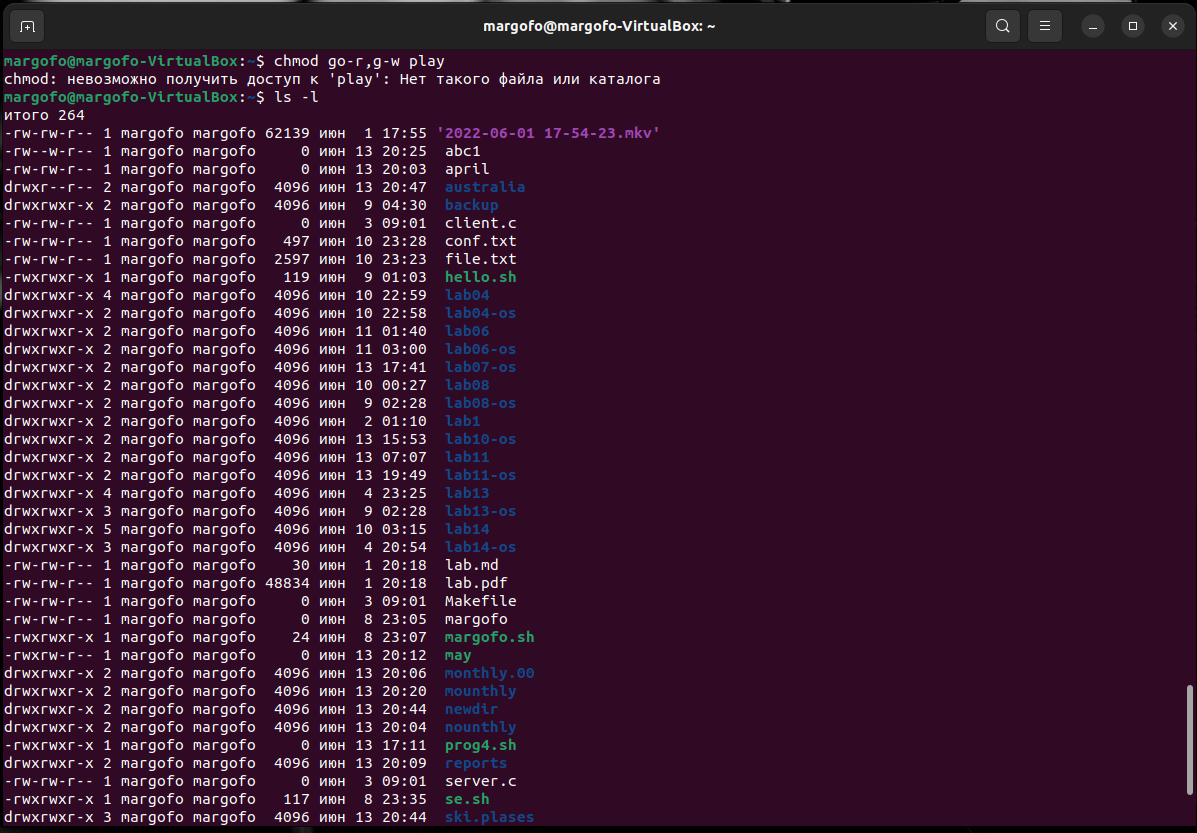 margofo@margofo-VirtualBox: ~
margofo@margofo-VirtualBox:~$ chmod go-r,g-w play
chmod: невозможно получить доступ к 'play': Нет такого файла или каталога
margofo@margofo-VirtualBox:~$ ls -l
итого 264
-rw-rw-r-- 1 margofo margofo 62139 июн  1 17:55 '2022-06-01 17-54-23.mkv'
-rw--w-r-- 1 margofo margofo     0 июн 13 20:25  abc1
-rw-rw-r-- 1 margofo margofo     0 июн 13 20:03  april
drwxr--r-- 2 margofo margofo  4096 июн 13 20:47  australia
drwxrwxr-x 2 margofo margofo  4096 июн  9 04:30  backup
-rw-rw-r-- 1 margofo margofo     0 июн  3 09:01  client.c
-rw-rw-r-- 1 margofo margofo   497 июн 10 23:28  conf.txt
-rw-rw-r-- 1 margofo margofo  2597 июн 10 23:23  file.txt
-rwxrwxr-x 1 margofo margofo   119 июн  9 01:03  hello.sh
drwxrwxr-x 4 margofo margofo  4096 июн 10 22:59  lab04
drwxrwxr-x 2 margofo margofo  4096 июн 10 22:58  lab04-os
drwxrwxr-x 2 margofo margofo  4096 июн 11 01:40  lab06
drwxrwxr-x 2 margofo margofo  4096 июн 11 03:00  lab06-os
drwxrwxr-x 2 margofo margofo  4096 июн 13 17:41  lab07-os
drwxrwxr-x 2 margofo margofo  4096 июн 10 00:27  lab08
drwxrwxr-x 2 margofo margofo  4096 июн  9 02:28  lab08-os
drwxrwxr-x 2 margofo margofo  4096 июн  2 01:10  lab1
drwxrwxr-x 2 margofo margofo  4096 июн 13 15:53  lab10-os
drwxrwxr-x 2 margofo margofo  4096 июн 13 07:07  lab11
drwxrwxr-x 2 margofo margofo  4096 июн 13 19:49  lab11-os
drwxrwxr-x 4 margofo margofo  4096 июн  4 23:25  lab13
drwxrwxr-x 3 margofo margofo  4096 июн  9 02:28  lab13-os
drwxrwxr-x 5 margofo margofo  4096 июн 10 03:15  lab14
drwxrwxr-x 3 margofo margofo  4096 июн  4 20:54  lab14-os
-rw-rw-r-- 1 margofo margofo    30 июн  1 20:18  lab.md
-rw-rw-r-- 1 margofo margofo 48834 июн  1 20:18  lab.pdf
-rw-rw-r-- 1 margofo margofo     0 июн  3 09:01  Makefile
-rw-rw-r-- 1 margofo margofo     0 июн  8 23:05  margofo
-rwxrwxr-x 1 margofo margofo    24 июн  8 23:07  margofo.sh
-rwxrw-r-- 1 margofo margofo     0 июн 13 20:12  may
drwxrwxr-x 2 margofo margofo  4096 июн 13 20:06  monthly.00
drwxrwxr-x 2 margofo margofo  4096 июн 13 20:20  mounthly
drwxrwxr-x 2 margofo margofo  4096 июн 13 20:44  newdir
drwxrwxr-x 2 margofo margofo  4096 июн 13 20:04  nounthly
-rwxrwxr-x 1 margofo margofo     0 июн 13 17:11  prog4.sh
drwxrwxr-x 2 margofo margofo  4096 июн 13 20:09  reports
-rw-rw-r-- 1 margofo margofo     0 июн  3 09:01  server.c
-rwxrwxr-x 1 margofo margofo   117 июн  8 23:35  se.sh
drwxrwxr-x 3 margofo margofo  4096 июн 13 20:44  ski.plases